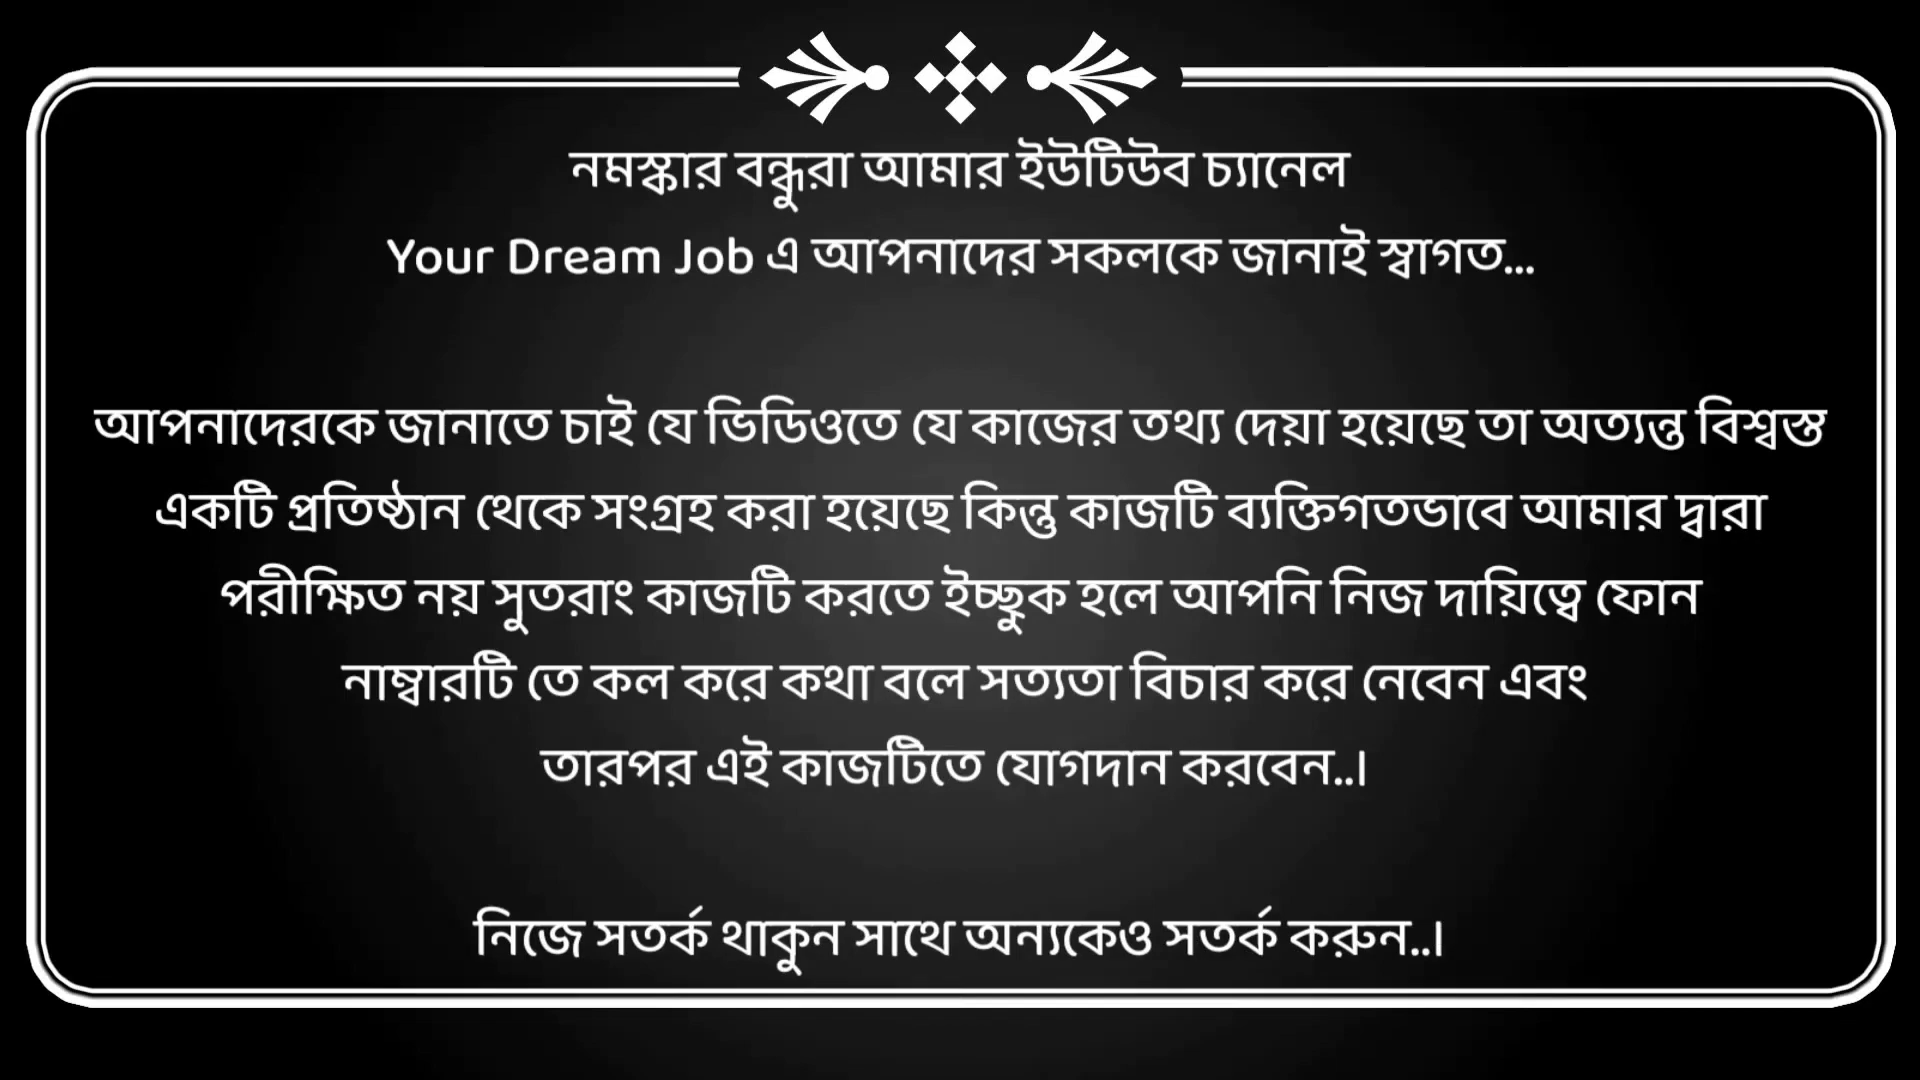 নমস্কার বন্ধুরা আমার ইউটিউব চ্যানেল
Your Dream Job এ আপনাদের সকলকে জানাই স্বাগত...
আপনাদেরকে জানাতে চাই যে ভিডিওতে যে কাজের তথ্য দেয়া হয়েছে তা অত্যন্ত বিশ্বস্ত
একটি প্রতিষ্ঠান থেকে সংগ্রহ করা হয়েছে কিন্তু কাজটি ব্যক্তিগতভাবে আমার দ্বারা
পরীক্ষিত নয় সুতরাং কাজটি করতে ইচ্ছুক হলে আপনি নিজ দায়িত্বে ফোন
নাম্বারটি তে কল করে কথা বলে সত্যতা বিচার করে নেবেন এবং
তারপর এই কাজটিতে যোগদান করবেন..।
নিজে সতর্ক থাকুন সাথে অন্যকেও সতর্ক করুন..।